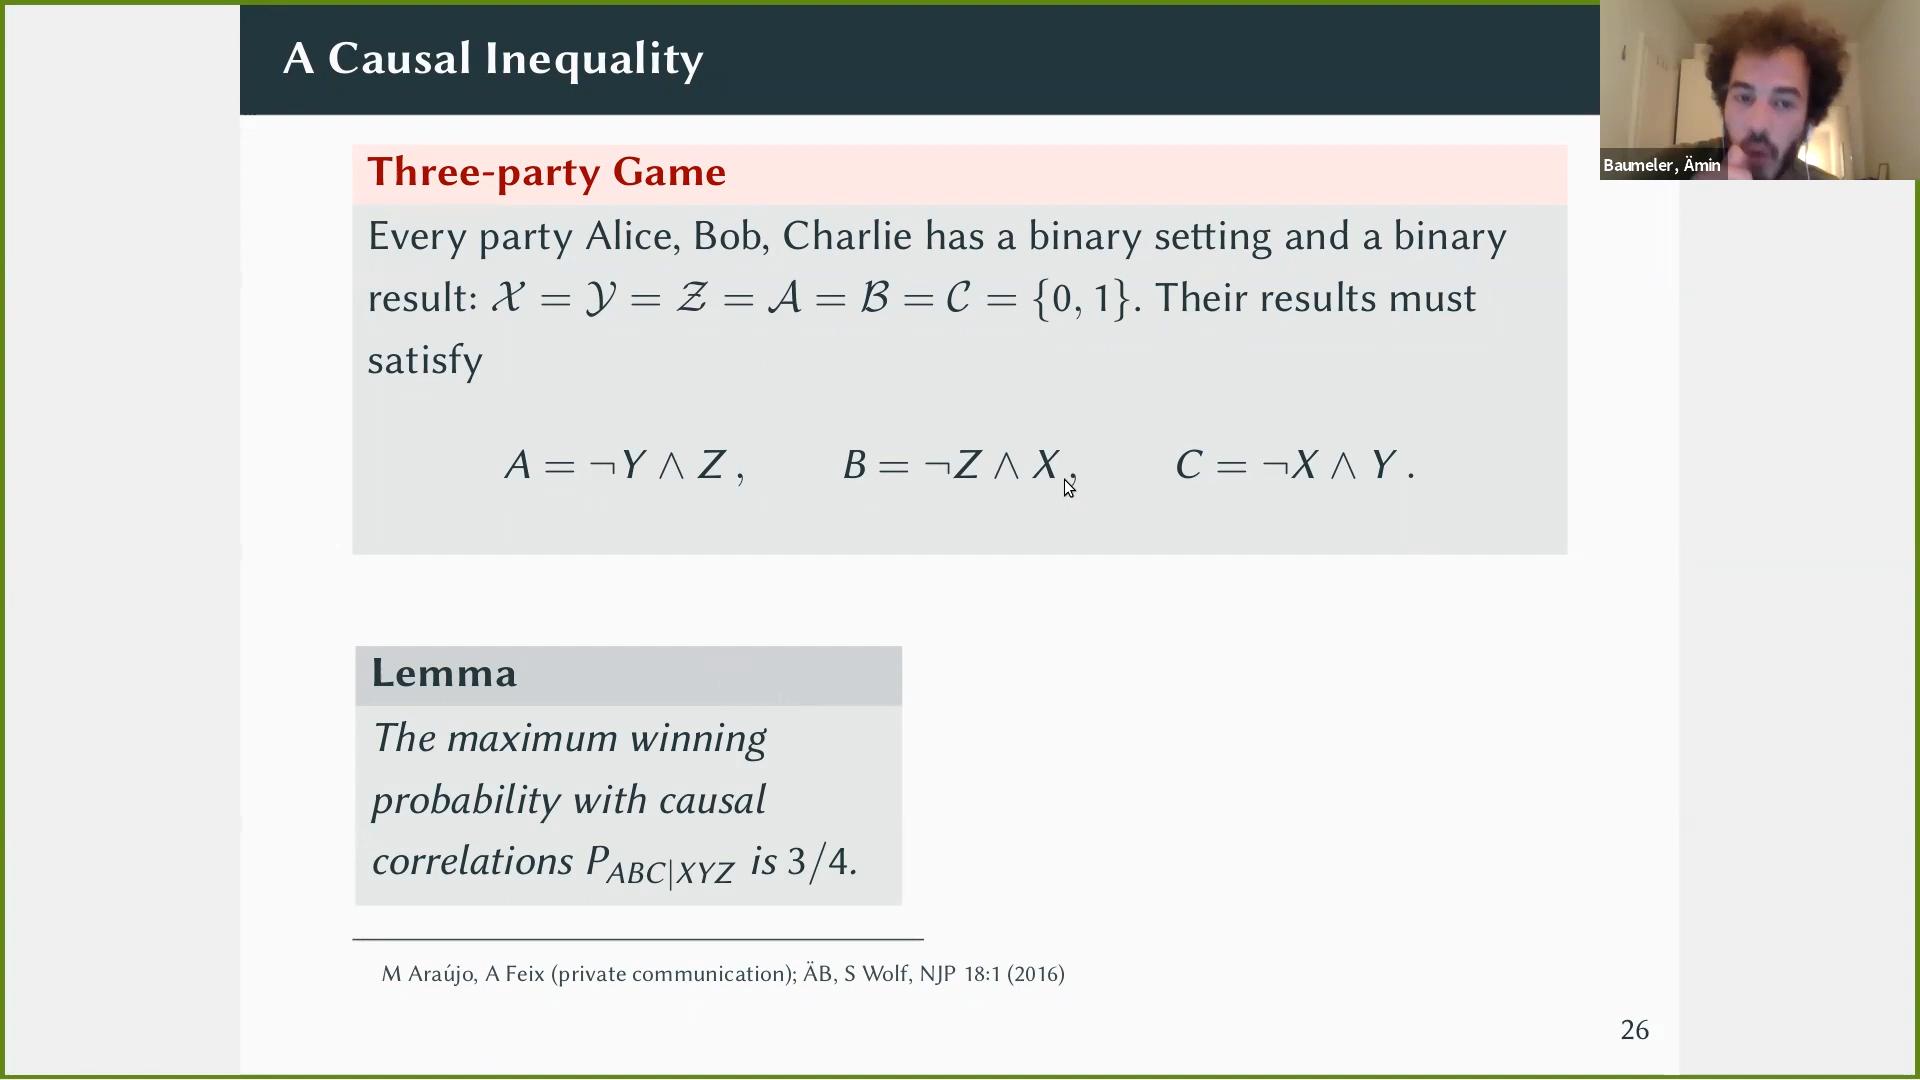 A Causal Inequality
Baumeler, Ämin
Three-party Game
Every party Alice, Bob, Charlie has a binary setting and a binary
result: 𝒳 = 𝒴 = 𝒵 = 𝒜 = ℬ = 𝒞 = {0, 1}. Their results must
satisfy
A = ¬Y ∧ Z ,    B = ¬Z ∧ X ,    C = ¬X ∧ Y .
Lemma
The maximum winning
probability with causal
correlations P_{ABC|XYZ} is 3/4.
M Araújo, A Feix (private communication); ÄB, S Wolf, NJP 18:1 (2016)
26